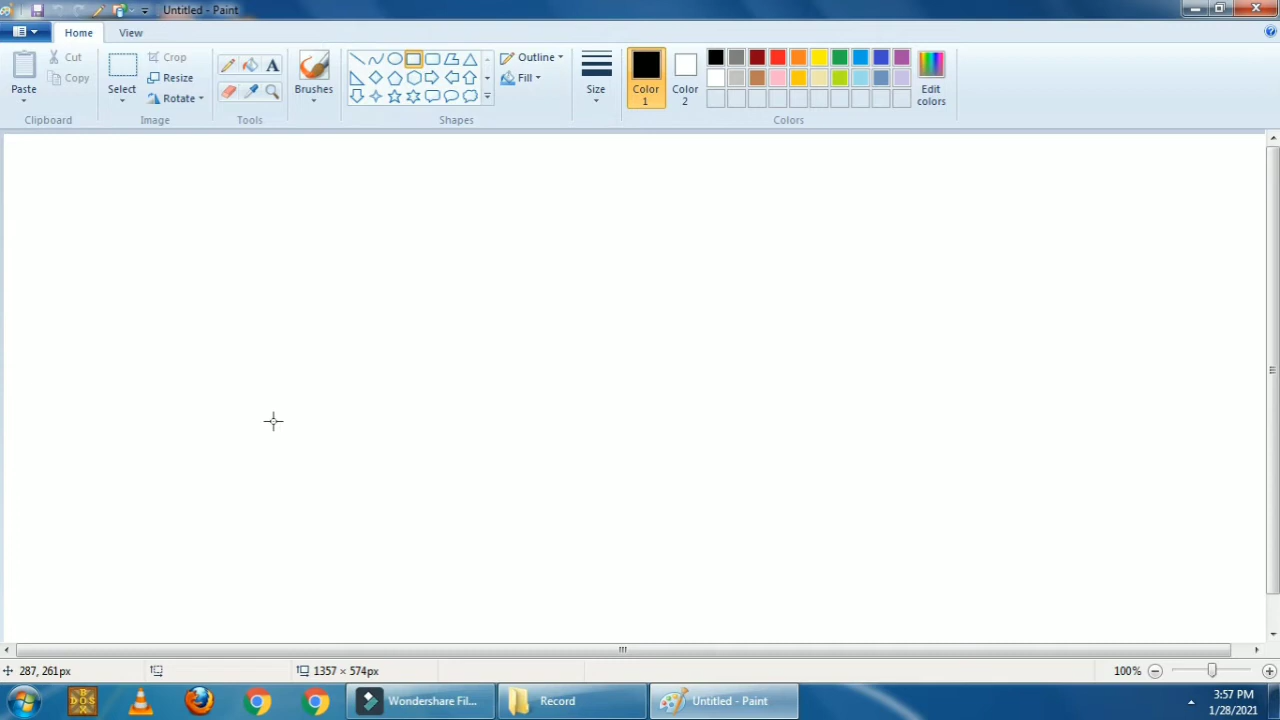 Untitled - Paint
Home View
Paste
Cut
Copy
Clipboard
Select
Crop
Resize
Rotate
Image
A
Tools
Brushes
Outline
Fill
Shapes
Size
Color 1
Color 2
Edit colors
Colors
287, 261px
1357 × 574px
100%
DOS
Wondershare Fil...
Record
Untitled - Paint
3:57 PM
1/28/2021